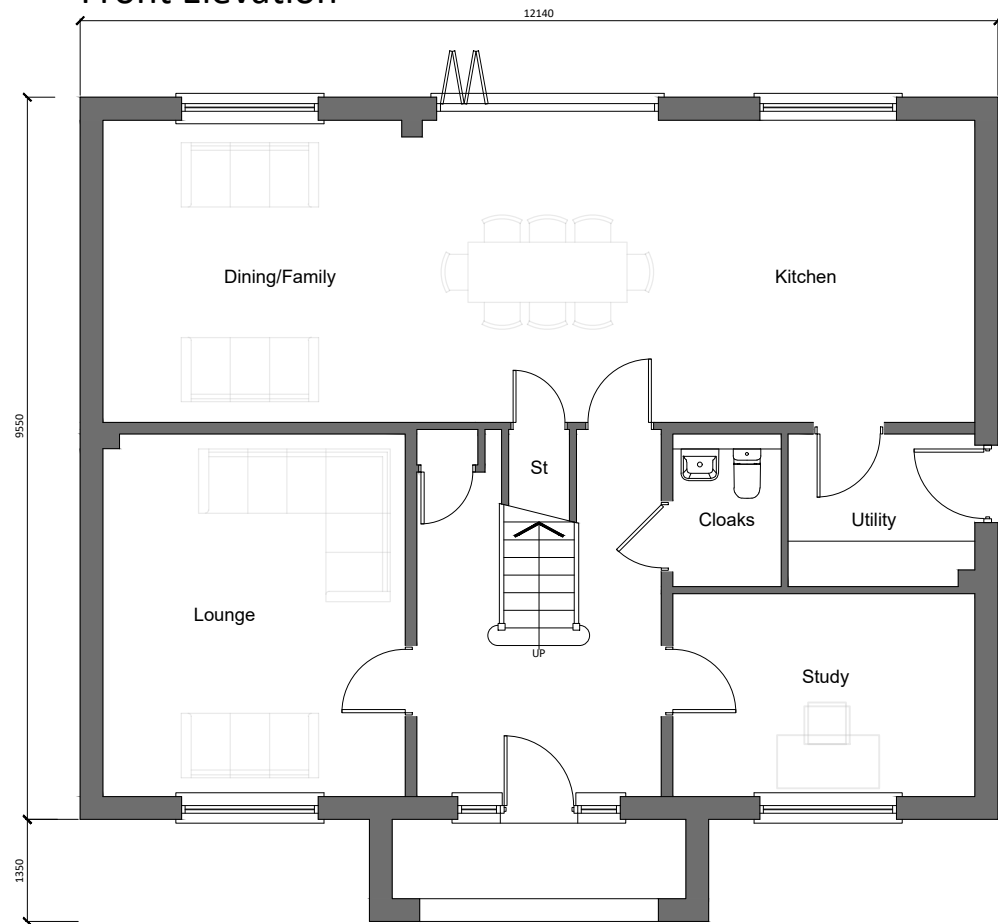 Front Elevation
12140
Dining/Family
Kitchen
9550
St
Cloaks
Utility
Lounge
UP
Study
1350